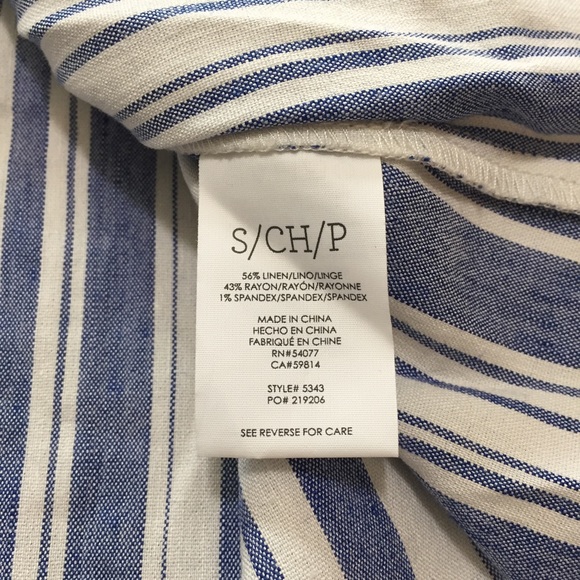 S/CH/P
56% LINEN/LINO/LINGE
43% RAYON/RAYÓN/RAYONNE
1% SPANDEX/SPANDEX/SPANDEX
MADE IN CHINA
HECHO EN CHINA
FABRIQUÉ EN CHINE
RN#54077
CA#59814
STYLE# 5343
PO# 219206
SEE REVERSE FOR CARE